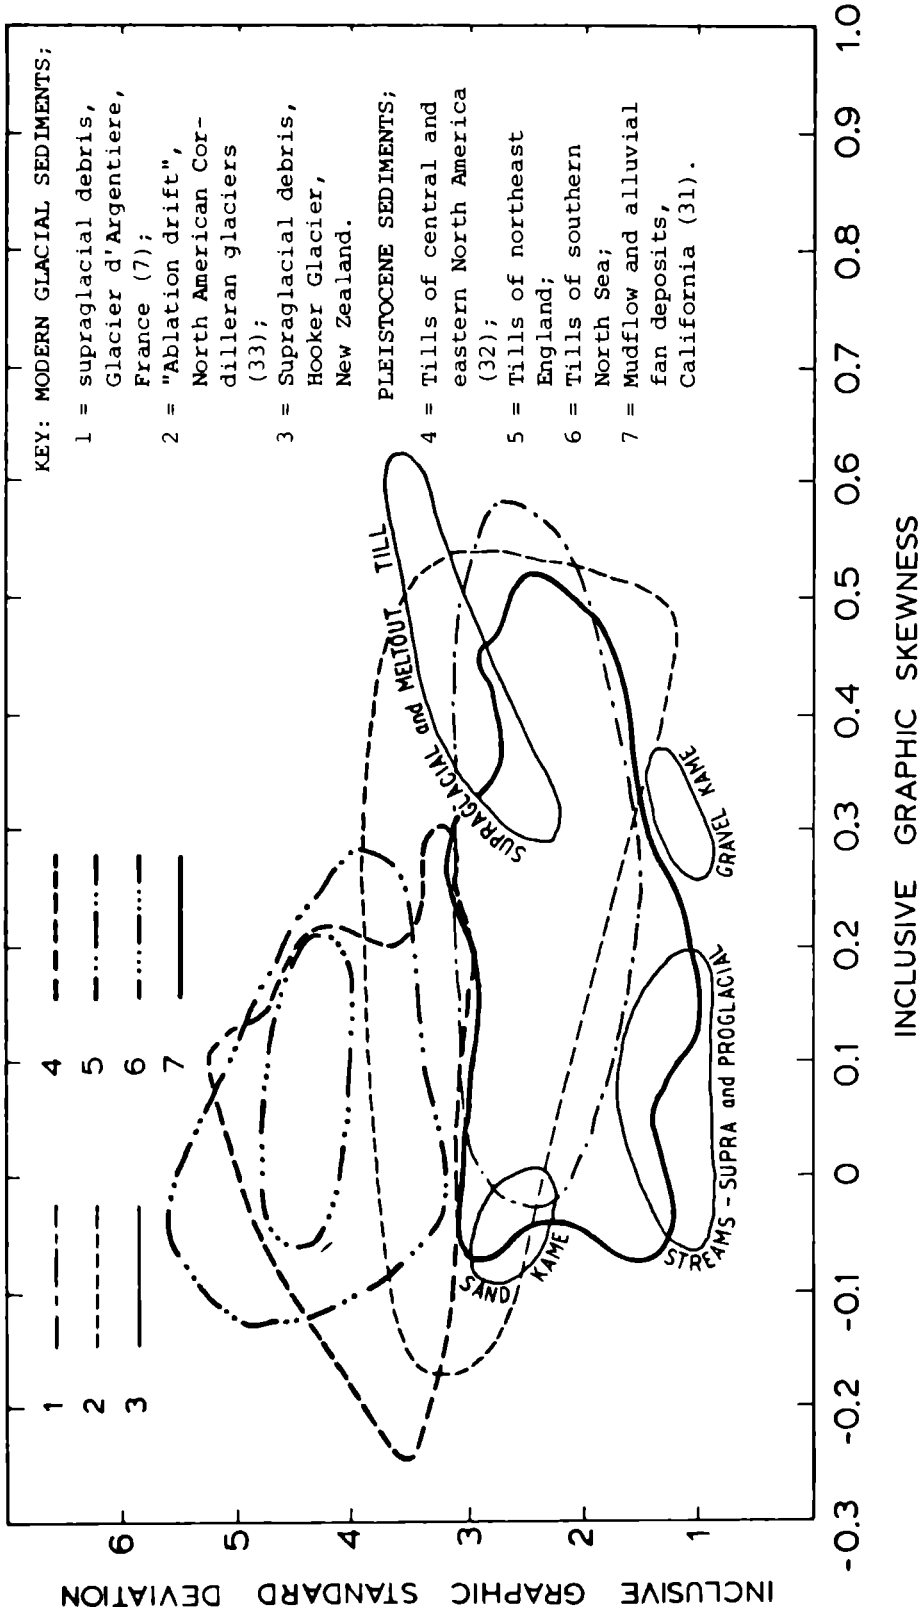 KEY: MODERN GLACIAL SEDIMENTS;
1 = supraglacial debris,
Glacier d'Argentiere,
France (7);
2 = "Ablation drift",
North American Cor-
dilleran glaciers
(33);
3 = Supraglacial debris,
Hooker Glacier,
New Zealand.
PLEISTOCENE SEDIMENTS;
4 = Tills of central and
eastern North America
(32);
5 = Tills of northeast
England;
6 = Tills of southern
North Sea;
7 = Mudflow and alluvial
fan deposits,
California (31).
1
2
3
4
5
6
7
SUPRAGLACIAL and MELTOUT TILL
SAND KAME
GRAVEL KAME
STREAMS - SUPRA and PROGLACIAL
6
5
4
3
2
1
INCLUSIVE GRAPHIC STANDARD DEVIATION
-0.3
-0.2
-0.1
0
0.1
0.2
0.3
0.4
0.5
0.6
0.7
0.8
0.9
1.0
INCLUSIVE GRAPHIC SKEWNESS